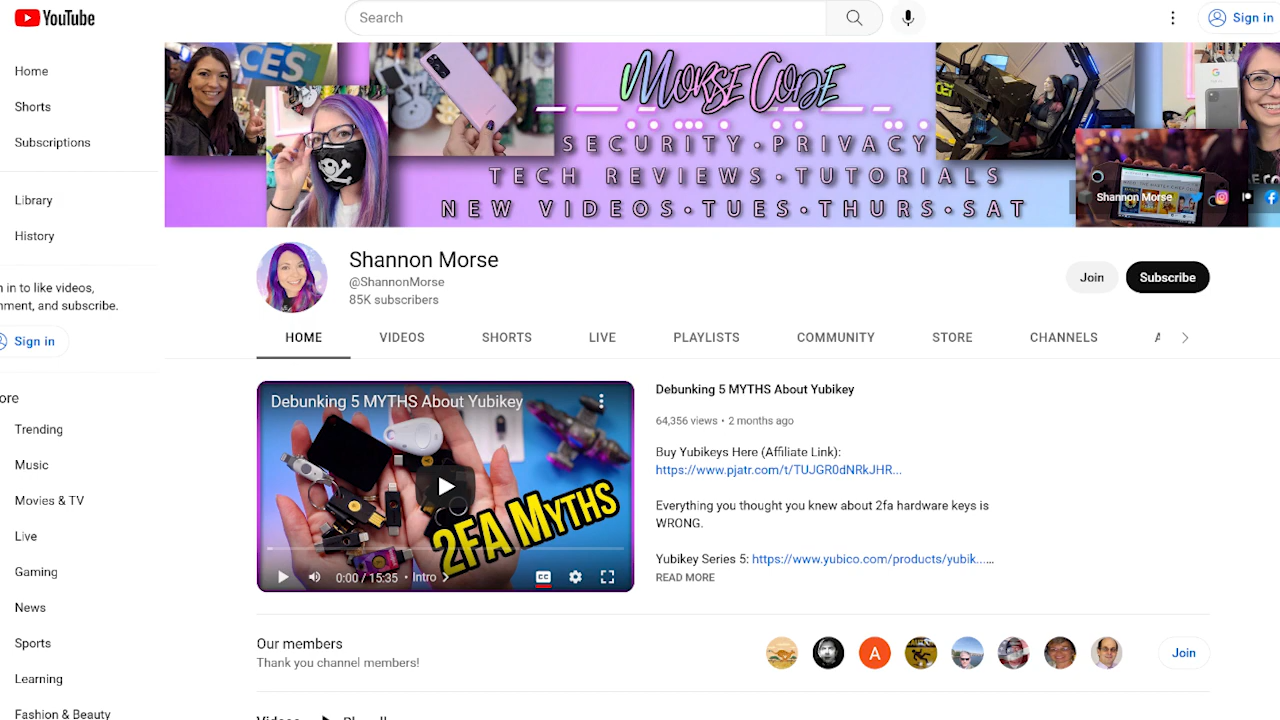 YouTube
Search
Sign in
Home
Shorts
Subscriptions
Library
History
n in to like videos,
nment, and subscribe.
Sign in
ore
Trending
Music
Movies & TV
Live
Gaming
News
Sports
Learning
Fashion & Beauty
CES
MORSE CODE
SECURITY•PRIVACY
TECH REVIEWS•TUTORIALS
NEW VIDEOS•TUES•THURS•SAT
Shannon Morse
Shannon Morse
@ShannonMorse
85K subscribers
Join
Subscribe
HOME
VIDEOS
SHORTS
LIVE
PLAYLISTS
COMMUNITY
STORE
CHANNELS
Debunking 5 MYTHS About Yubikey
2FA MYTHS
0:00 / 15:35 • Intro
CC
Debunking 5 MYTHS About Yubikey
64,356 views • 2 months ago
Buy Yubikeys Here (Affiliate Link):
https://www.pjatr.com/t/TUJGR0dNRkJHR...
Everything you thought you knew about 2fa hardware keys is
WRONG.
Yubikey Series 5: https://www.yubico.com/products/yubik...…
READ MORE
Our members
Thank you channel members!
A
Join
Videos
Play all